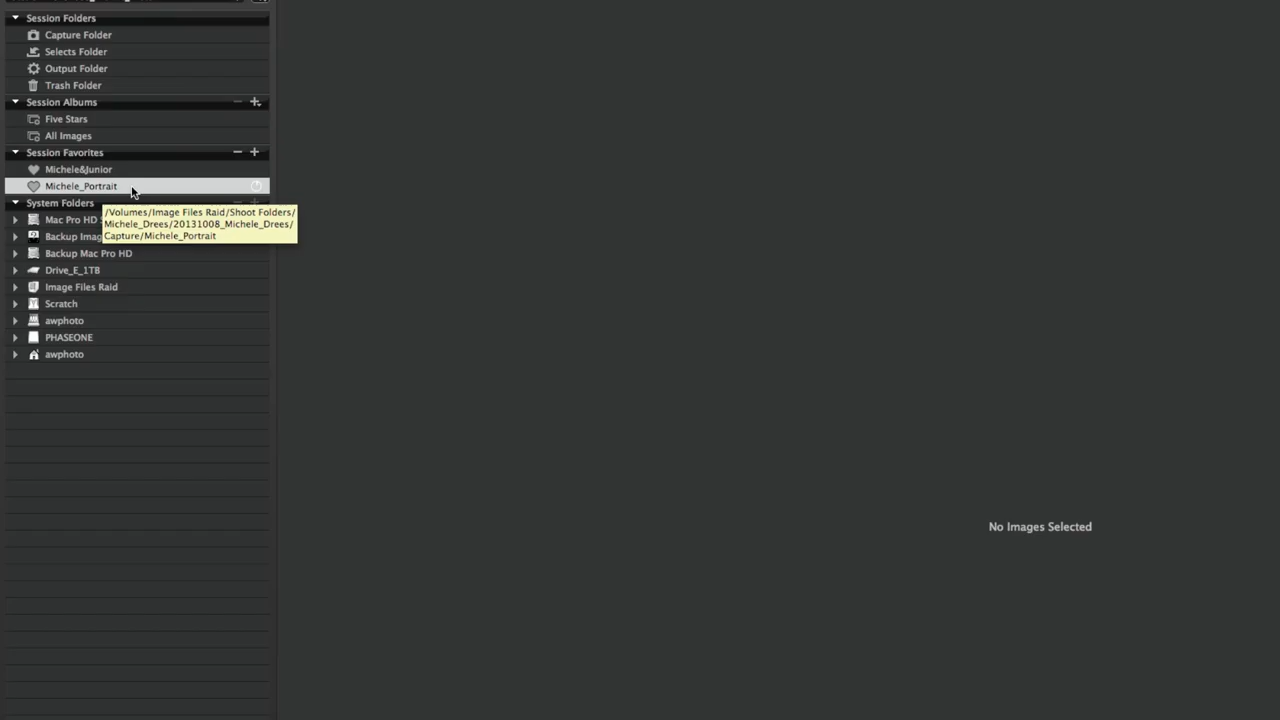 Session Folders
Capture Folder
Selects Folder
Output Folder
Trash Folder
Session Albums
Five Stars
All Images
Session Favorites
Michele&Junior
Michele_Portrait
System Folders
Mac Pro HD
/Volumes/Image Files Raid/Shoot Folders/
Michele_Drees/20131008_Michele_Drees/
Capture/Michele_Portrait
Backup
Backup Mac Pro HD
Drive_E_1TB
Image Files Raid
Scratch
awphoto
PHASEONE
awphoto
No Images Selected